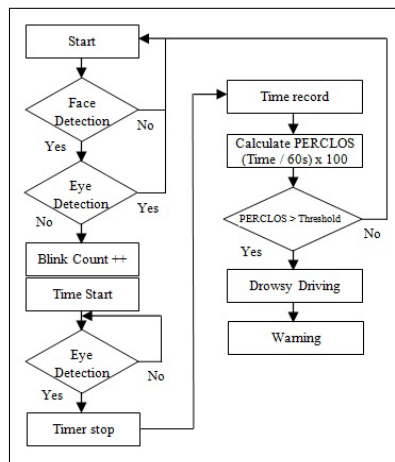 Start
Face
Detection
No
Yes
Eye
Detection
No
Yes
Blink Count ++
Time Start
Eye
Detection
No
Yes
Timer stop
Time record
Calculate PERCLOS
(Time / 60s) x 100
PERCLOS > Threshold
No
Yes
Drowsy Driving
Warning